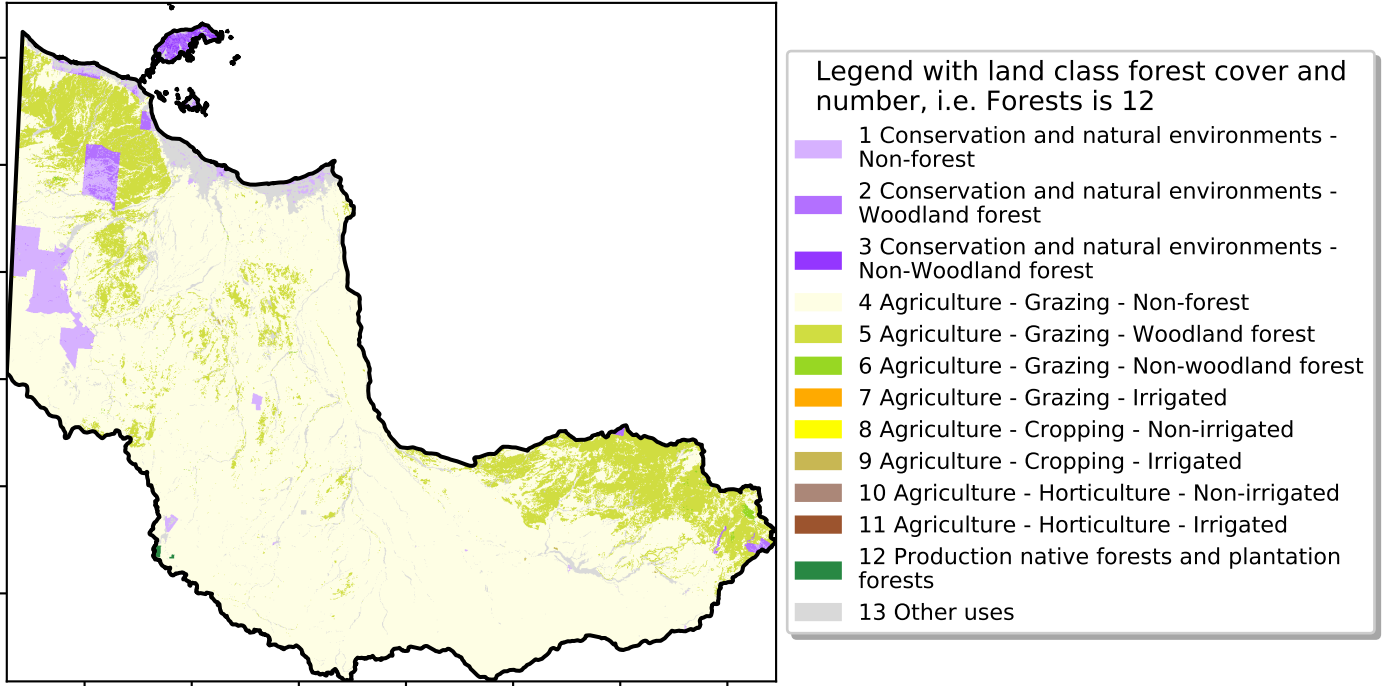 Legend with land class forest cover and
number, i.e. Forests is 12
1 Conservation and natural environments -
Non-forest
2 Conservation and natural environments -
Woodland forest
3 Conservation and natural environments -
Non-Woodland forest
4 Agriculture - Grazing - Non-forest
5 Agriculture - Grazing - Woodland forest
6 Agriculture - Grazing - Non-woodland forest
7 Agriculture - Grazing - Irrigated
8 Agriculture - Cropping - Non-irrigated
9 Agriculture - Cropping - Irrigated
10 Agriculture - Horticulture - Non-irrigated
11 Agriculture - Horticulture - Irrigated
12 Production native forests and plantation
forests
13 Other uses